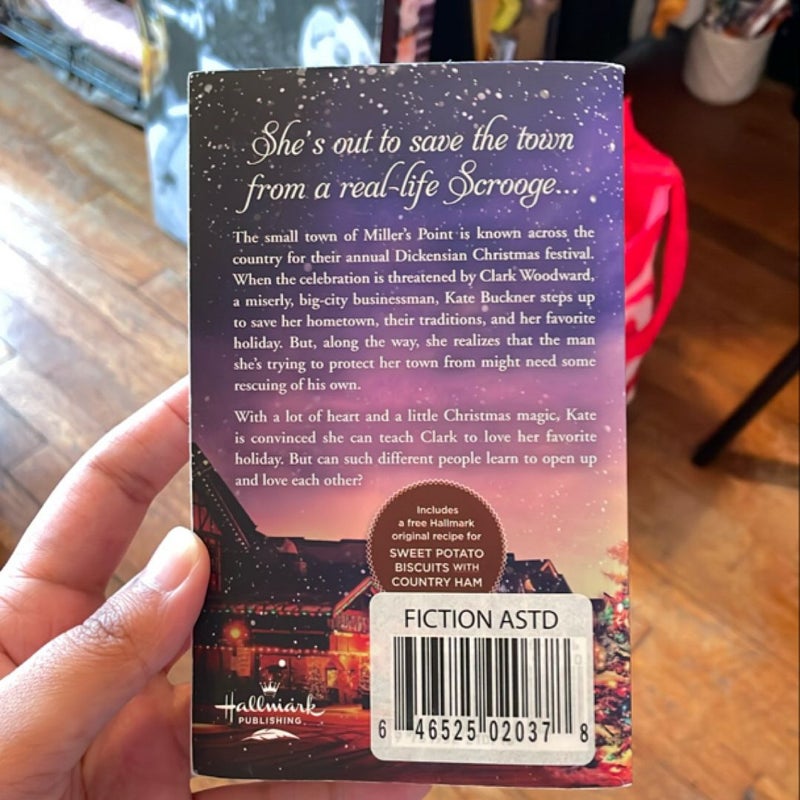 She's out to save the town
from a real-life Scrooge...
The small town of Miller's Point is known across the
country for their annual Dickensian Christmas festival.
When the celebration is threatened by Clark Woodward,
a miserly, big-city businessman, Kate Buckner steps up
to save her hometown, their traditions, and her favorite
holiday. But, along the way, she realizes that the man
she's trying to protect her town from might need some
rescuing of his own.
With a lot of heart and a little Christmas magic, Kate
is convinced she can teach Clark to love her favorite
holiday. But can such different people learn to open up
and love each other?
Includes
a free Hallmark
original recipe for
SWEET POTATO
BISCUITS WITH
COUNTRY HAM
FICTION ASTD
6 46525 02037 8
Hallmark
PUBLISHING